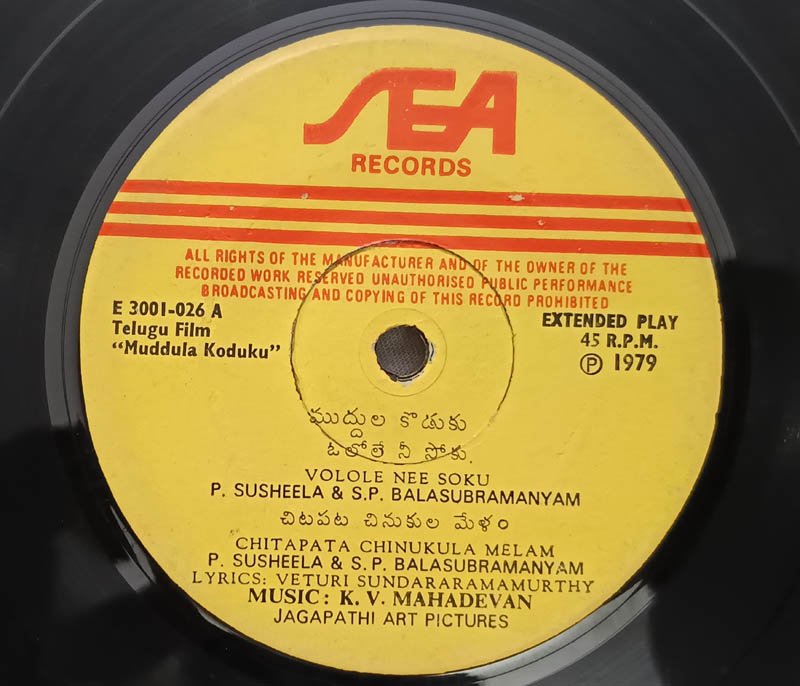 SEA
RECORDS
ALL RIGHTS OF THE MANUFACTURER AND OF THE OWNER OF THE
RECORDED WORK RESERVED UNAUTHORISED PUBLIC PERFORMANCE
BROADCASTING AND COPYING OF THIS RECORD PROHIBITED
E 3001-026 A
Telugu Film
“Muddula Koduku”
EXTENDED PLAY
45 R.P.M.
Ⓟ 1979
ముద్దుల కొడుకు
ఓలోలే నీ సోకు.
VOLOLE NEE SOKU
P. SUSHEELA & S.P. BALASUBRAMANYAM
చిటపట చినుకుల మేళం
CHITAPATA CHINUKULA MELAM
P. SUSHEELA & S.P. BALASUBRAMANYAM
LYRICS: VETURI SUNDARARAMAMURTHY
MUSIC: K. V. MAHADEVAN
JAGAPATHI ART PICTURES